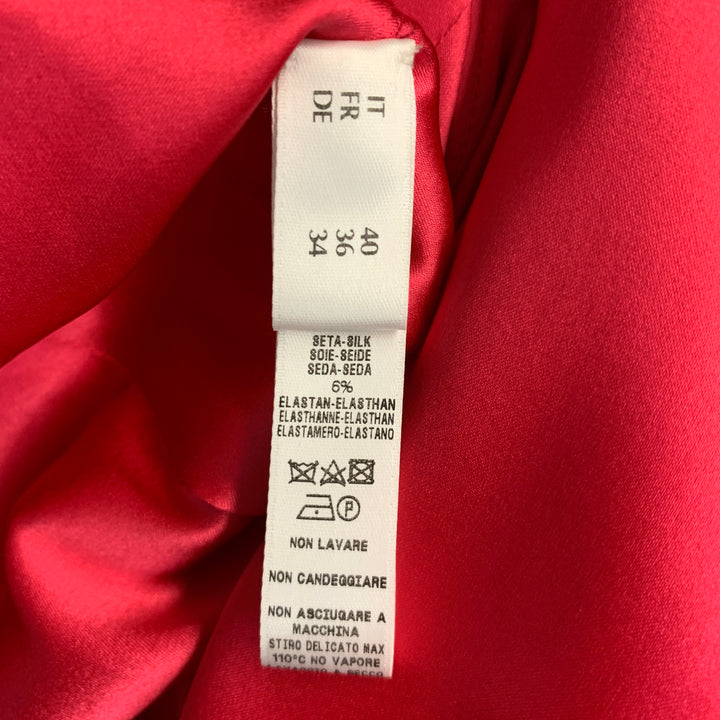 IT 40
FR 36
DE 34
SETA-SILK
SOIE-SEIDE
SEDA-SEDA
6%
ELASTAN-ELASTHAN
ELASTHANNE-ELASTHAN
ELASTAMERO-ELASTANO
P
NON LAVARE
NON CANDEGGIARE
NON ASCIUGARE A
MACCHINA
STIRO DELICATO MAX
110°C NO VAPORE